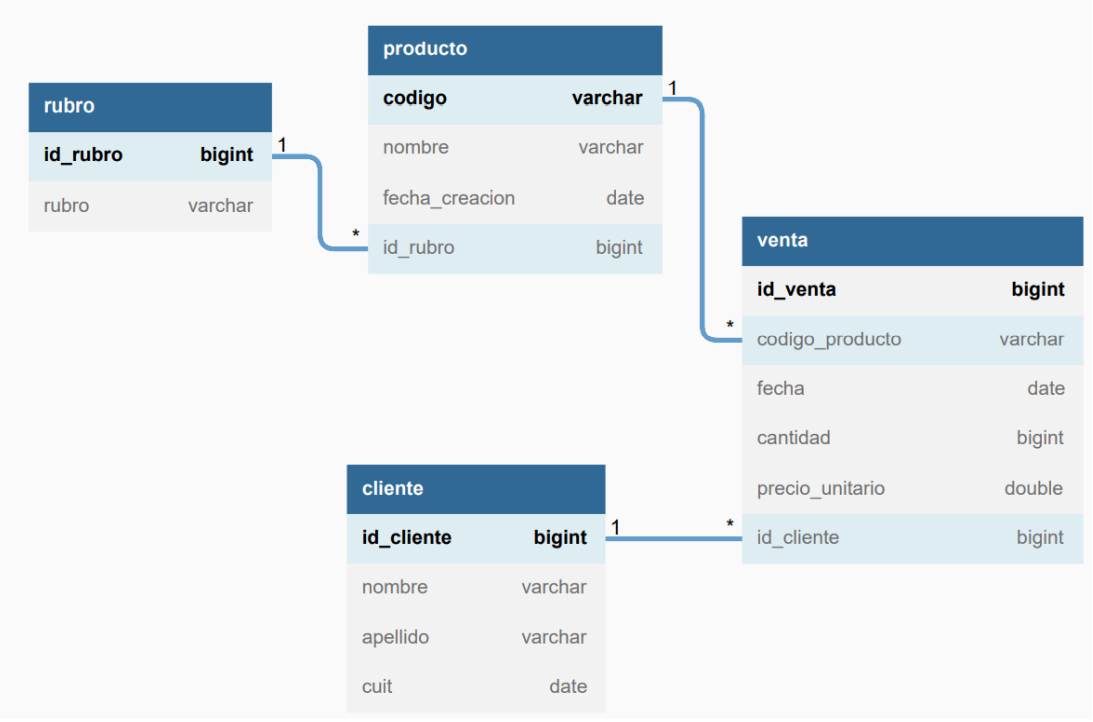 rubro
id_rubro bigint
rubro varchar
1
*
producto
codigo varchar
nombre varchar
fecha_creacion date
id_rubro bigint
1
*
venta
id_venta bigint
codigo_producto varchar
fecha date
cantidad bigint
precio_unitario double
id_cliente bigint
cliente
id_cliente bigint
nombre varchar
apellido varchar
cuit date
1
*